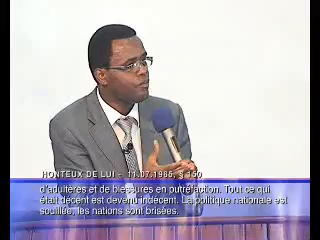 HONTEUX DE LUI - 11.07.1965, § 160
d'adultères et de blessures en putréfaction. Tout ce qui
était décent est devenu indécent. La politique nationale est
souillée, les nations sont brisées.